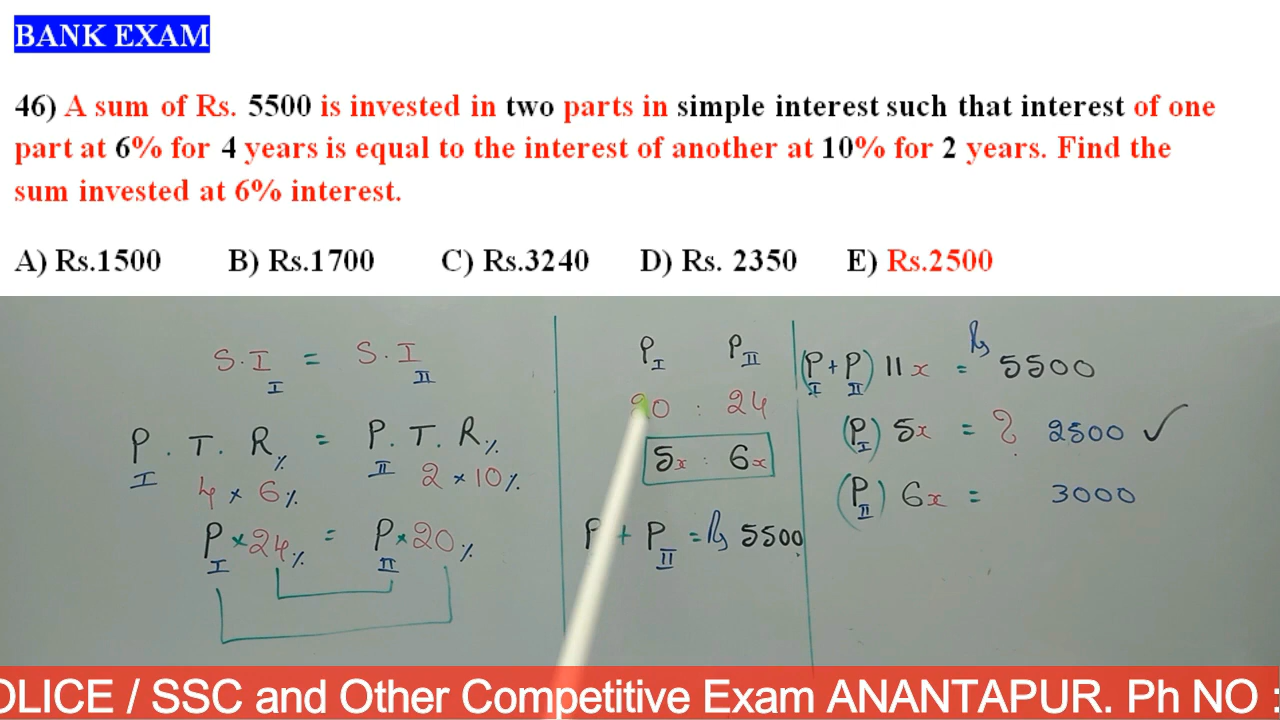 BANK EXAM
46) A sum of Rs. 5500 is invested in two parts in simple interest such that interest of one
part at 6% for 4 years is equal to the interest of another at 10% for 2 years. Find the
sum invested at 6% interest.
A) Rs.1500 B) Rs.1700 C) Rs.3240 D) Rs. 2350 E) Rs.2500
S.I I = S.I II
P I . T. R% = P II . T. R%
4 × 6% 2 × 10%
P I × 24% = P II × 20%
P I P II
20 : 24
5x : 6x
P + P II = Rs 5500
(P I + P II) 11x = Rs 5500
(P I) 5x = ? 2500 ✓
(P II) 6x = 3000
OLICE / SSC and Other Competitive Exam ANANTAPUR. Ph NO :